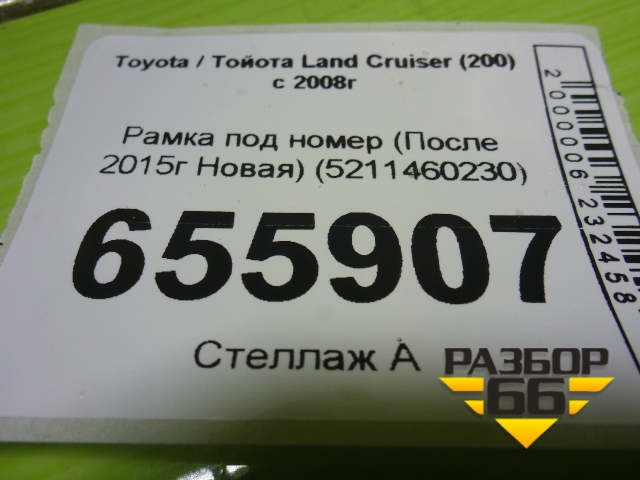 Toyota / Тойота Land Cruiser (200)
с 2008г
Рамка под номер (После
2015г Новая) (5211460230)
655907
Стеллаж А
2000006232458
РАЗБОР
66